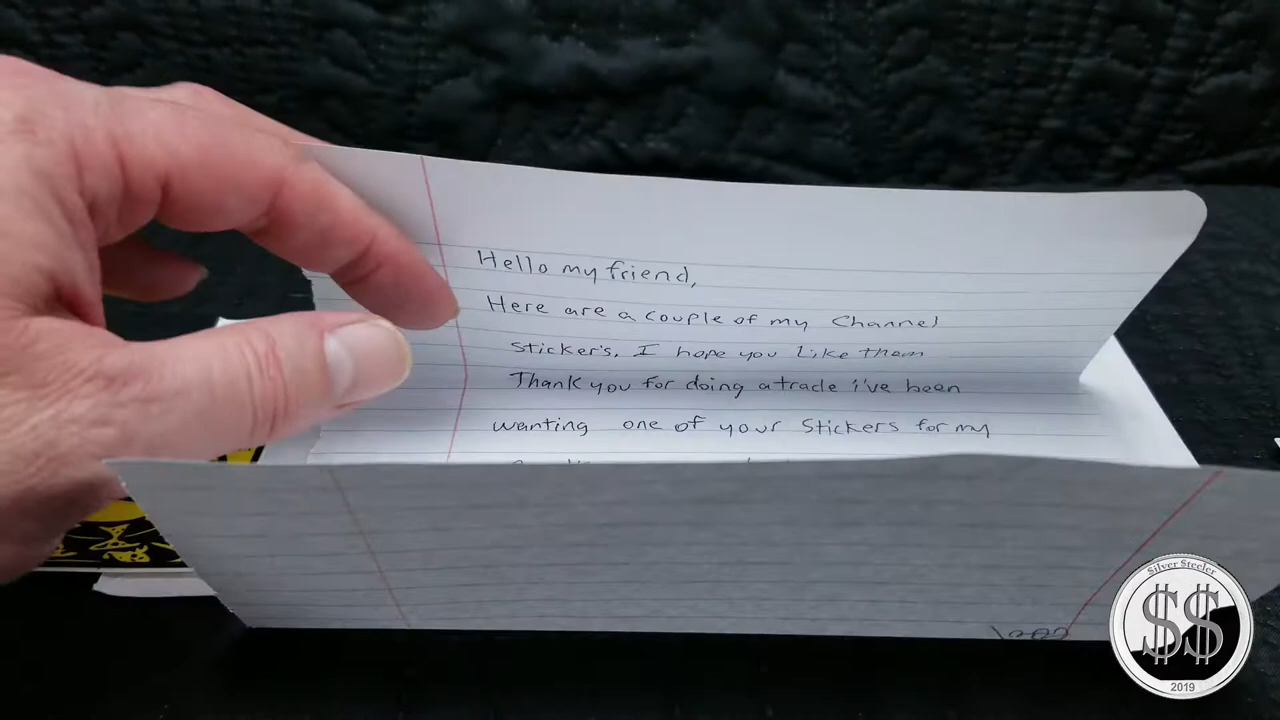 Hello my friend,
Here are a couple of my Channel
Sticker's. I hope you like them
Thank you for doing a trade i've been
wanting one of your Stickers for my
Silver Steeler
$$
2019